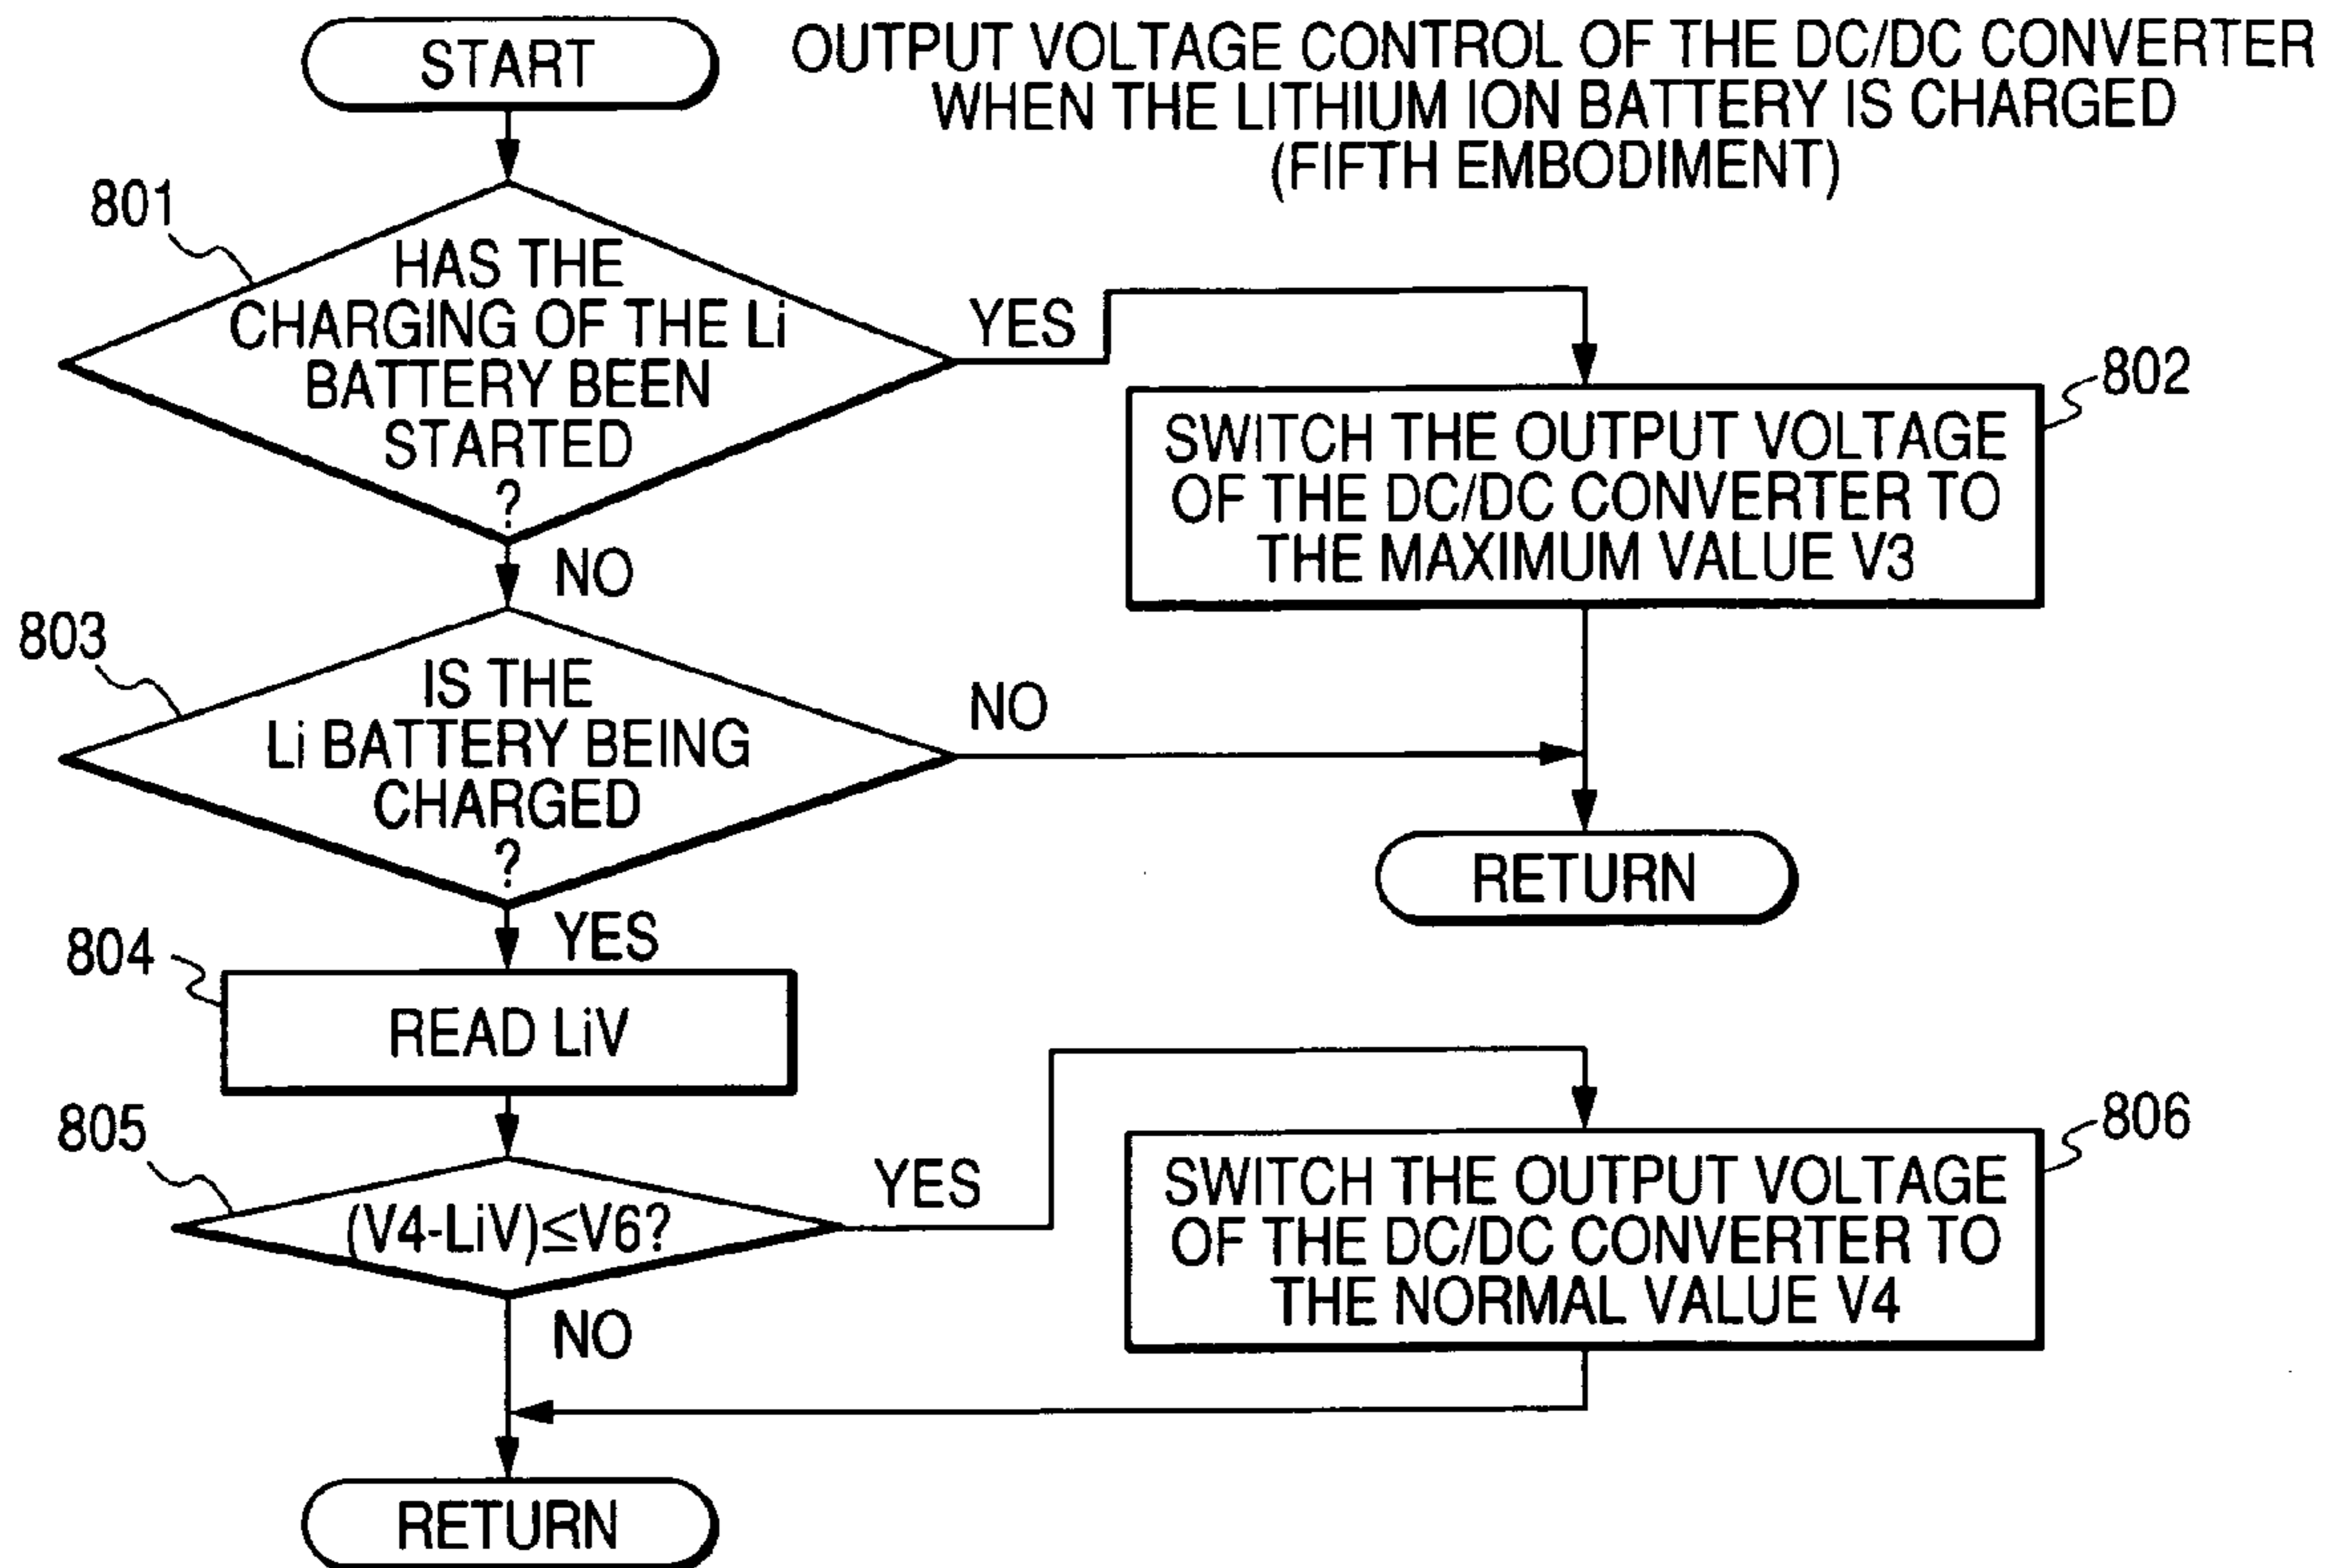 START
OUTPUT VOLTAGE CONTROL OF THE DC/DC CONVERTER
WHEN THE LITHIUM ION BATTERY IS CHARGED
(FIFTH EMBODIMENT)
801
HAS THE
CHARGING OF THE Li
BATTERY BEEN
STARTED
?
YES
802
SWITCH THE OUTPUT VOLTAGE
OF THE DC/DC CONVERTER TO
THE MAXIMUM VALUE V3
NO
803
IS THE
Li BATTERY BEING
CHARGED
?
NO
RETURN
YES
804
READ LiV
805
(V4-LiV)≤V6?
YES
806
SWITCH THE OUTPUT VOLTAGE
OF THE DC/DC CONVERTER TO
THE NORMAL VALUE V4
NO
RETURN